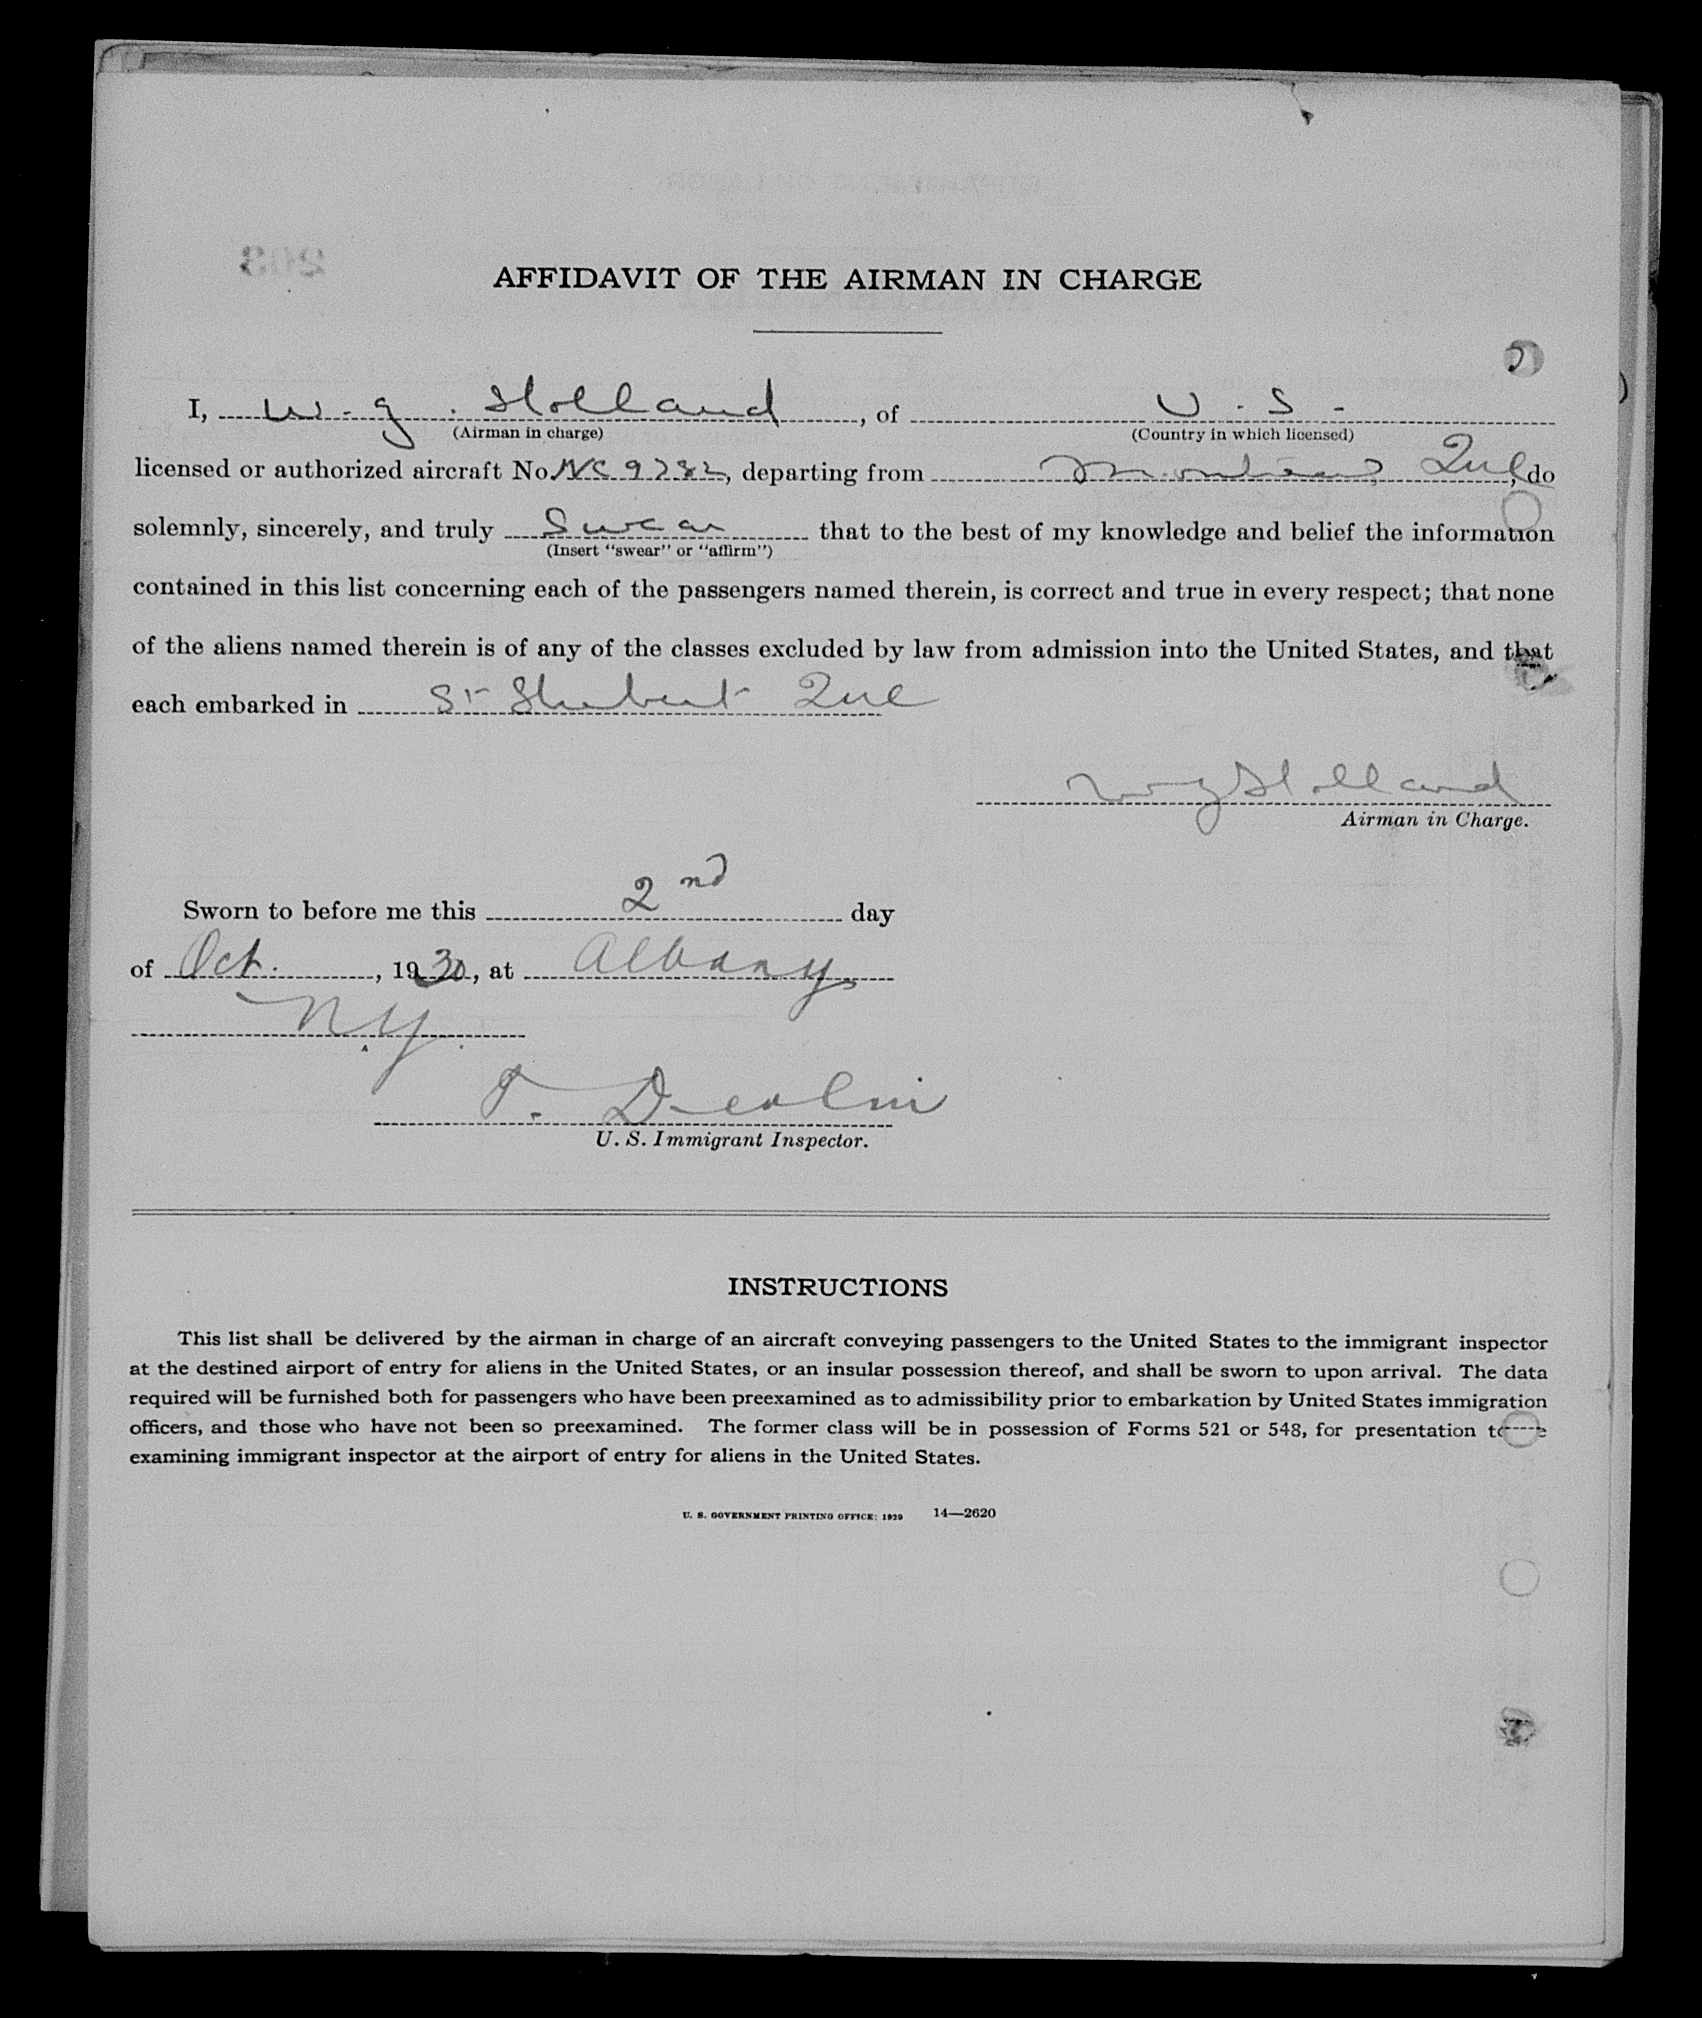 AFFIDAVIT OF THE AIRMAN IN CHARGE
I, W. G. Holland, of U. S.
(Airman in charge) (Country in which licensed)
licensed or authorized aircraft No. , departing from Montreal Que, do
solemnly, sincerely, and truly Swear that to the best of my knowledge and belief the information
(Insert "swear" or "affirm")
contained in this list concerning each of the passengers named therein, is correct and true in every respect; that none
of the aliens named therein is of any of the classes excluded by law from admission into the United States, and that
each embarked in St Hubert Que
W G Holland
Airman in Charge.
Sworn to before me this 2nd day
of Oct., 1930, at Albany,
N.Y.
U. S. Immigrant Inspector.
INSTRUCTIONS
This list shall be delivered by the airman in charge of an aircraft conveying passengers to the United States to the immigrant inspector
at the destined airport of entry for aliens in the United States, or an insular possession thereof, and shall be sworn to upon arrival. The data
required will be furnished both for passengers who have been preexamined as to admissibility prior to embarkation by United States immigration
officers, and those who have not been so preexamined. The former class will be in possession of Forms 521 or 548, for presentation to
examining immigrant inspector at the airport of entry for aliens in the United States.
U. S. GOVERNMENT PRINTING OFFICE: 1929 14—2620